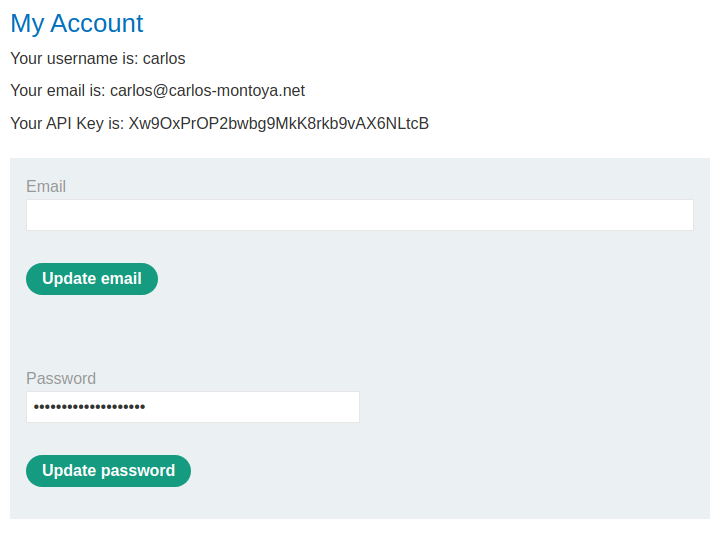 My Account
Your username is: carlos
Your email is: carlos@carlos-montoya.net
Your API Key is: Xw9OxPrOP2bwbg9MkK8rkb9vAX6NLtcB
Email
Update email
Password
••••••••••••••••••••
Update password